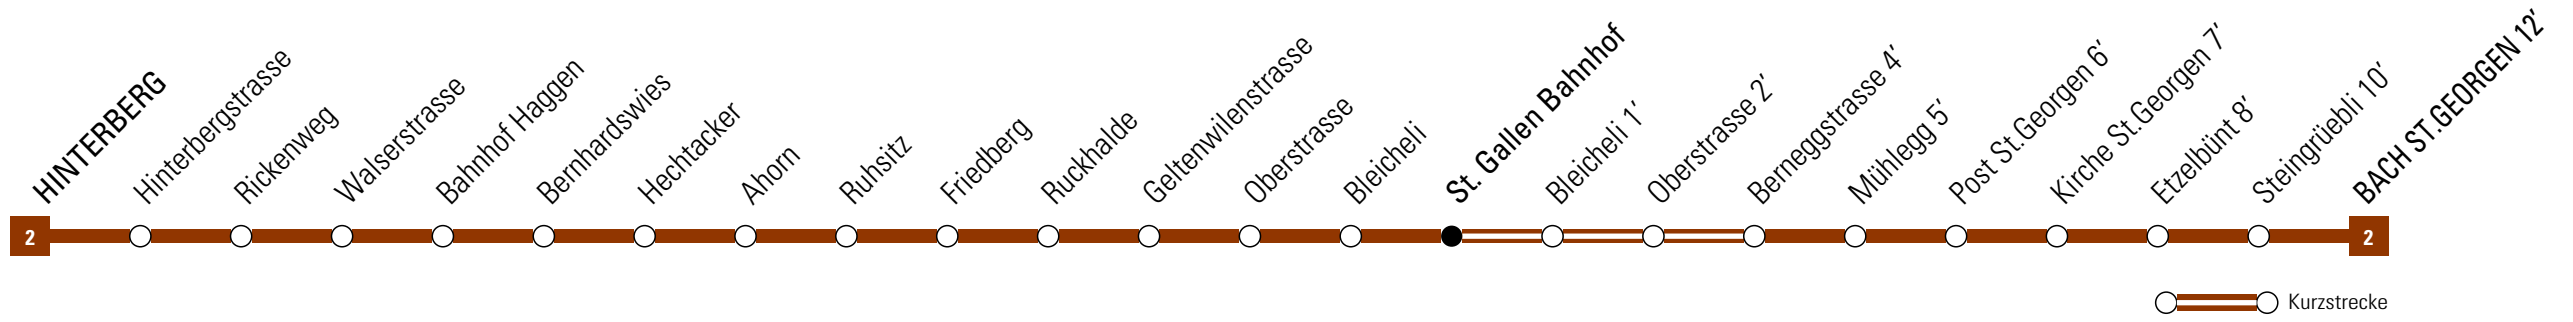 HINTERBERG
Hinterbergstrasse
Rickenweg
Walserstrasse
Bahnhof Haggen
Bernhardswies
Hechtacker
Ahorn
Ruhsitz
Friedberg
Ruckhalde
Geltenwilenstrasse
Oberstrasse
Bleicheli
St. Gallen Bahnhof
Bleicheli 1′
Oberstrasse 2′
Berneggstrasse 4′
Mühlegg 5′
Post St.Georgen 6′
Kirche St.Georgen 7′
Etzelbünt 8′
Steingrüebli 10′
BACH ST.GEORGEN 12′
2
2
Kurzstrecke